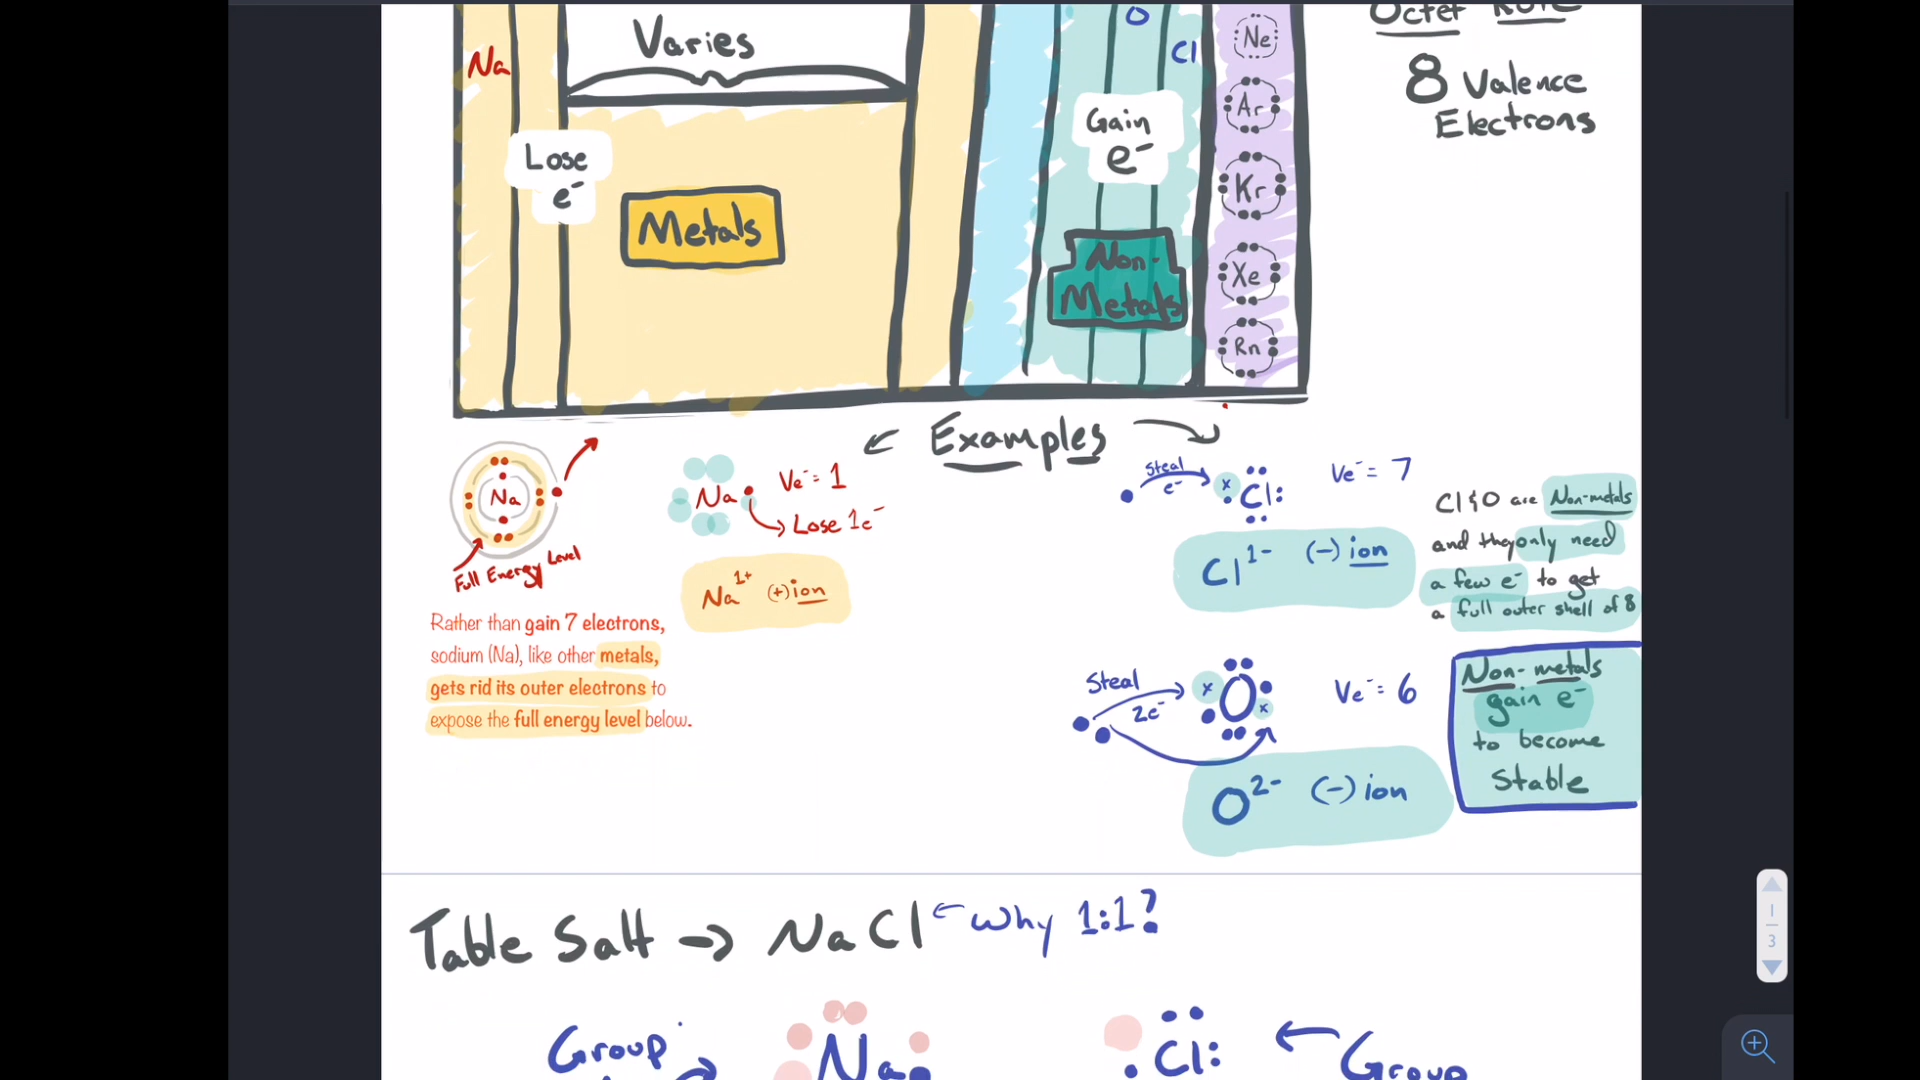 Octet Rule
Varies
Na
O
Cl
Ne
8 Valence
Electrons
Ar
Gain
e⁻
Lose
e⁻
Kr
Metals
Non-
Metals
Xe
Rn
Examples
Na
Full Energy Level
Na
Ve⁻= 1
Lose 1e⁻
Na¹⁺ (+) ion
Rather than gain 7 electrons,
sodium (Na), like other metals,
gets rid its outer electrons to
expose the full energy level below.
Steal
e⁻
x
Cl
Ve⁻= 7
Cl¹⁻ (-) ion
Cl & O are Non-metals
and they only need
a few e⁻ to get
a full outer shell of 8
Steal
2e⁻
x
O
x
Ve⁻= 6
O²⁻ (-) ion
Non-metals
gain e⁻
to become
Stable
Table Salt → NaCl ← Why 1:1?
Group
Na
Cl
Group
1
3